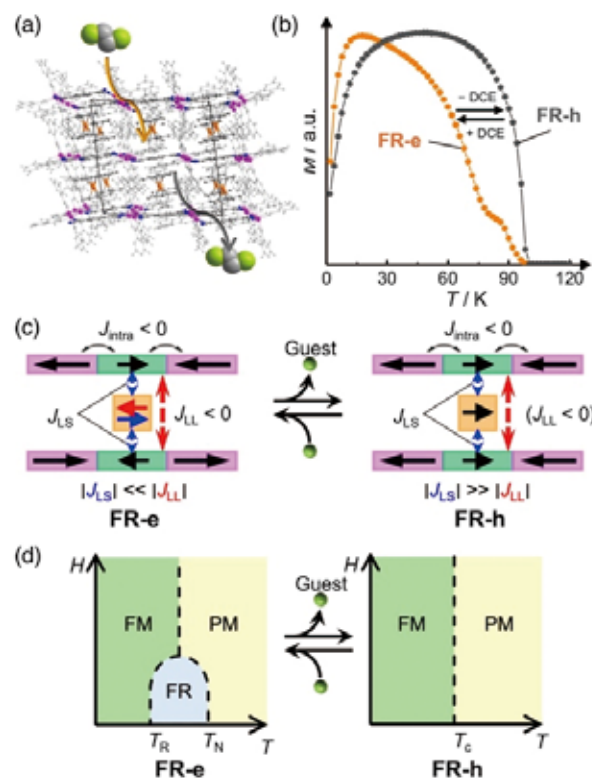 (a)
(b)
M / a.u.
FR-e
− DCE
+ DCE
FR-h
0 30 60 90 120
T / K
(c)
J_intra < 0
J_LS
J_LL < 0
|J_LS| << |J_LL|
FR-e
Guest
J_intra < 0
J_LS
(J_LL < 0)
|J_LS| >> |J_LL|
FR-h
(d)
H
FM
PM
FR
T_R
T_N
T
FR-e
Guest
H
FM
PM
T_c
T
FR-h